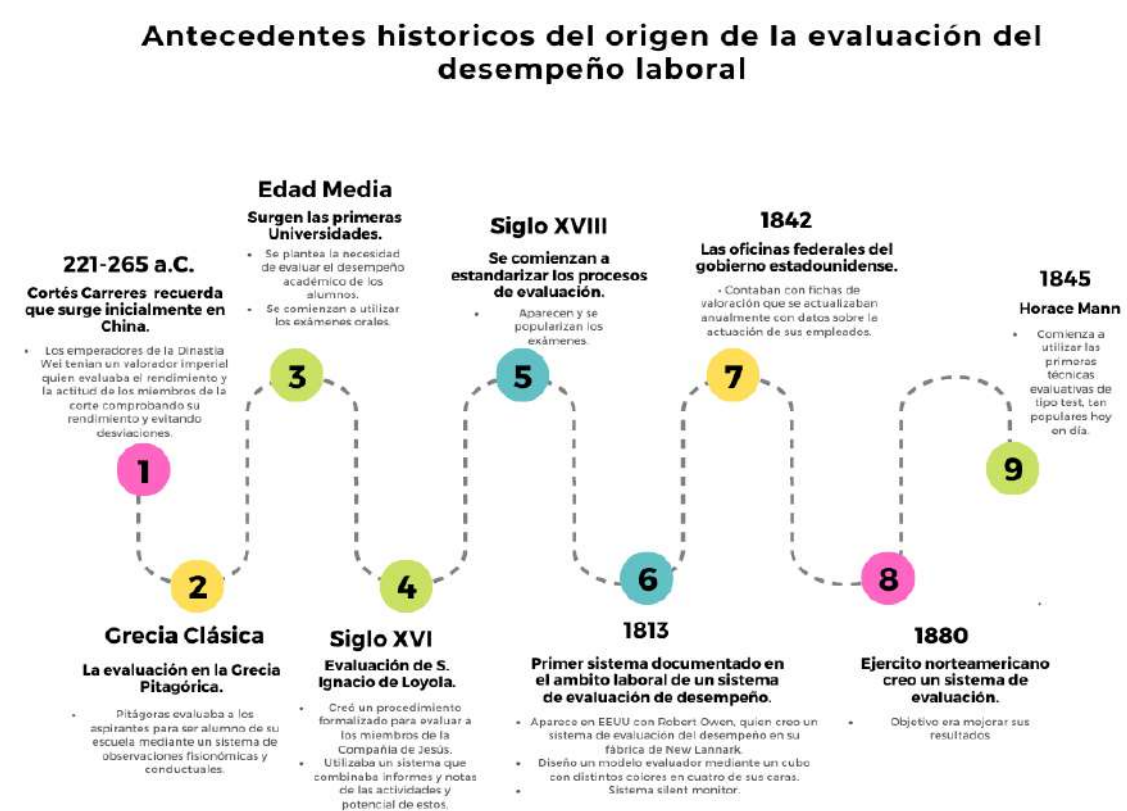 Antecedentes historicos del origen de la evaluación del
desempeño laboral
221-265 a.C.
Cortés Carreres recuerda
que surge inicialmente en
China.
• Los emperadores de la Dinastia
Wei tenian un valorador imperial
quien evaluaba el rendimiento y
la actitud de los miembros de la
corte comprobando su
rendimiento y evitando
desviaciones.
1
2
Grecia Clásica
La evaluación en la Grecia
Pitagórica.
• Pitágoras evaluaba a los
aspirantes para ser alumno de su
escuela mediante un sistema de
observaciones fisionómicas y
conductuales.
Edad Media
Surgen las primeras
Universidades.
• Se plantea la necesidad
de evaluar el desempeño
académico de los
alumnos.
• Se comienzan a utilizar
los exámenes orales.
3
4
Siglo XVI
Evaluación de S.
Ignacio de Loyola.
• Creó un procedimiento
formalizado para evaluar a
los miembros de la
Compañia de Jesús.
• Utilizaba un sistema que
combinaba informes y notas
de las actividades y
potencial de estos.
Siglo XVIII
Se comienzan a
estandarizar los procesos
de evaluación.
• Aparecen y se
popularizan los
exámenes.
5
6
1813
Primer sistema documentado en
el ambito laboral de un sistema
de evaluación de desempeño.
• Aparece en EEUU con Robert Owen, quien creo un
sistema de evaluación del desempeño en su
fábrica de New Lannark.
• Diseño un modelo evaluador mediante un cubo
con distintos colores en cuatro de sus caras.
• Sistema silent monitor.
1842
Las oficinas federales del
gobierno estadounidense.
• Contaban con fichas de
valoración que se actualizaban
anualmente con datos sobre la
actuación de sus empleados.
7
8
1880
Ejercito norteamericano
creo un sistema de
evaluación.
• Objetivo era mejorar sus
resultados
1845
Horace Mann
• Comienza a
utilizar las
primeras
técnicas
evaluativas de
tipo test, tan
populares hoy
en día.
9